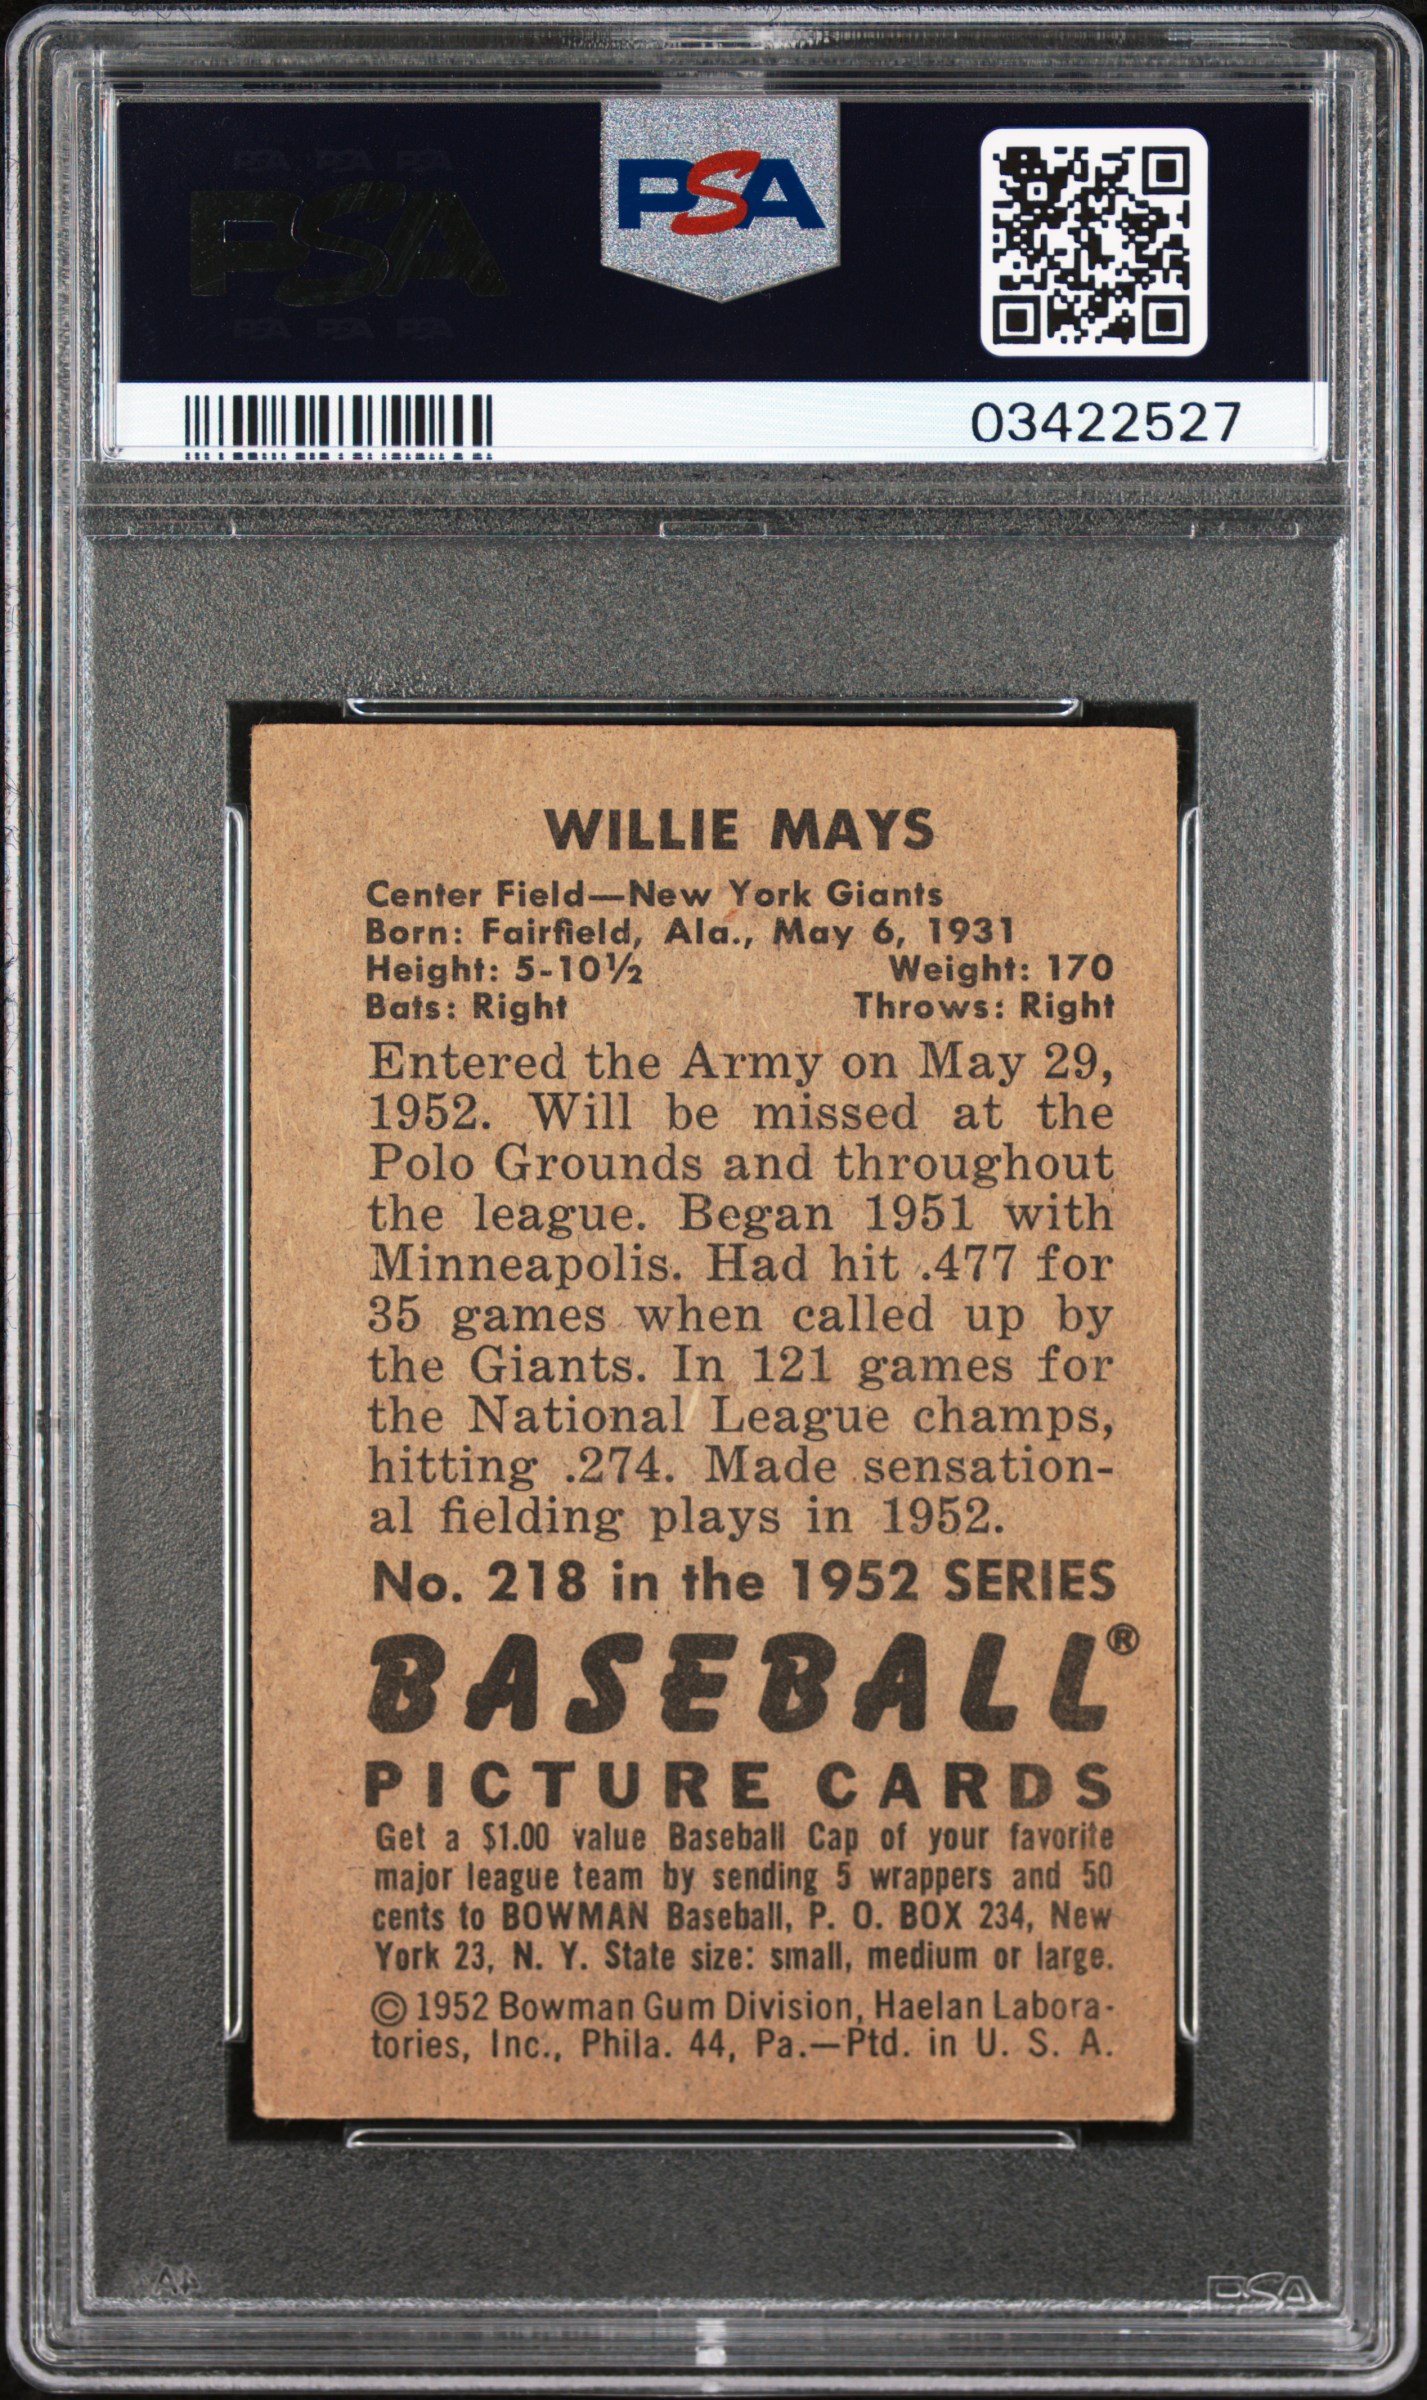 PSA PSA PSA
PSA
PSA PSA PSA
PSA
03422527
WILLIE MAYS
Center Field—New York Giants
Born: Fairfield, Ala., May 6, 1931
Height: 5-10½ Weight: 170
Bats: Right Throws: Right
Entered the Army on May 29,
1952. Will be missed at the
Polo Grounds and throughout
the league. Began 1951 with
Minneapolis. Had hit .477 for
35 games when called up by
the Giants. In 121 games for
the National League champs,
hitting .274. Made sensation-
al fielding plays in 1952.
No. 218 in the 1952 SERIES
BASEBALL®
PICTURE CARDS
Get a $1.00 value Baseball Cap of your favorite
major league team by sending 5 wrappers and 50
cents to BOWMAN Baseball, P. O. BOX 234, New
York 23, N. Y. State size: small, medium or large.
© 1952 Bowman Gum Division, Haelan Labora-
tories, Inc., Phila. 44, Pa.—Ptd. in U. S. A.
PSA